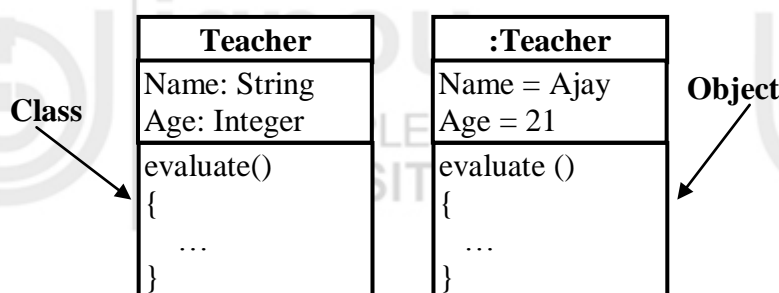 Teacher
Name: String
Age: Integer
evaluate()
{
…
}
:Teacher
Name = Ajay
Age = 21
evaluate ()
{
…
}
Class
Object